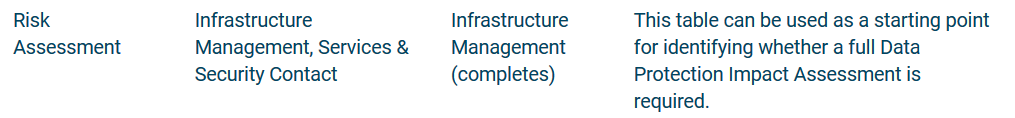 Risk
Assessment
Infrastructure
Management, Services &
Security Contact
Infrastructure
Management
(completes)
This table can be used as a starting point
for identifying whether a full Data
Protection Impact Assessment is
required.